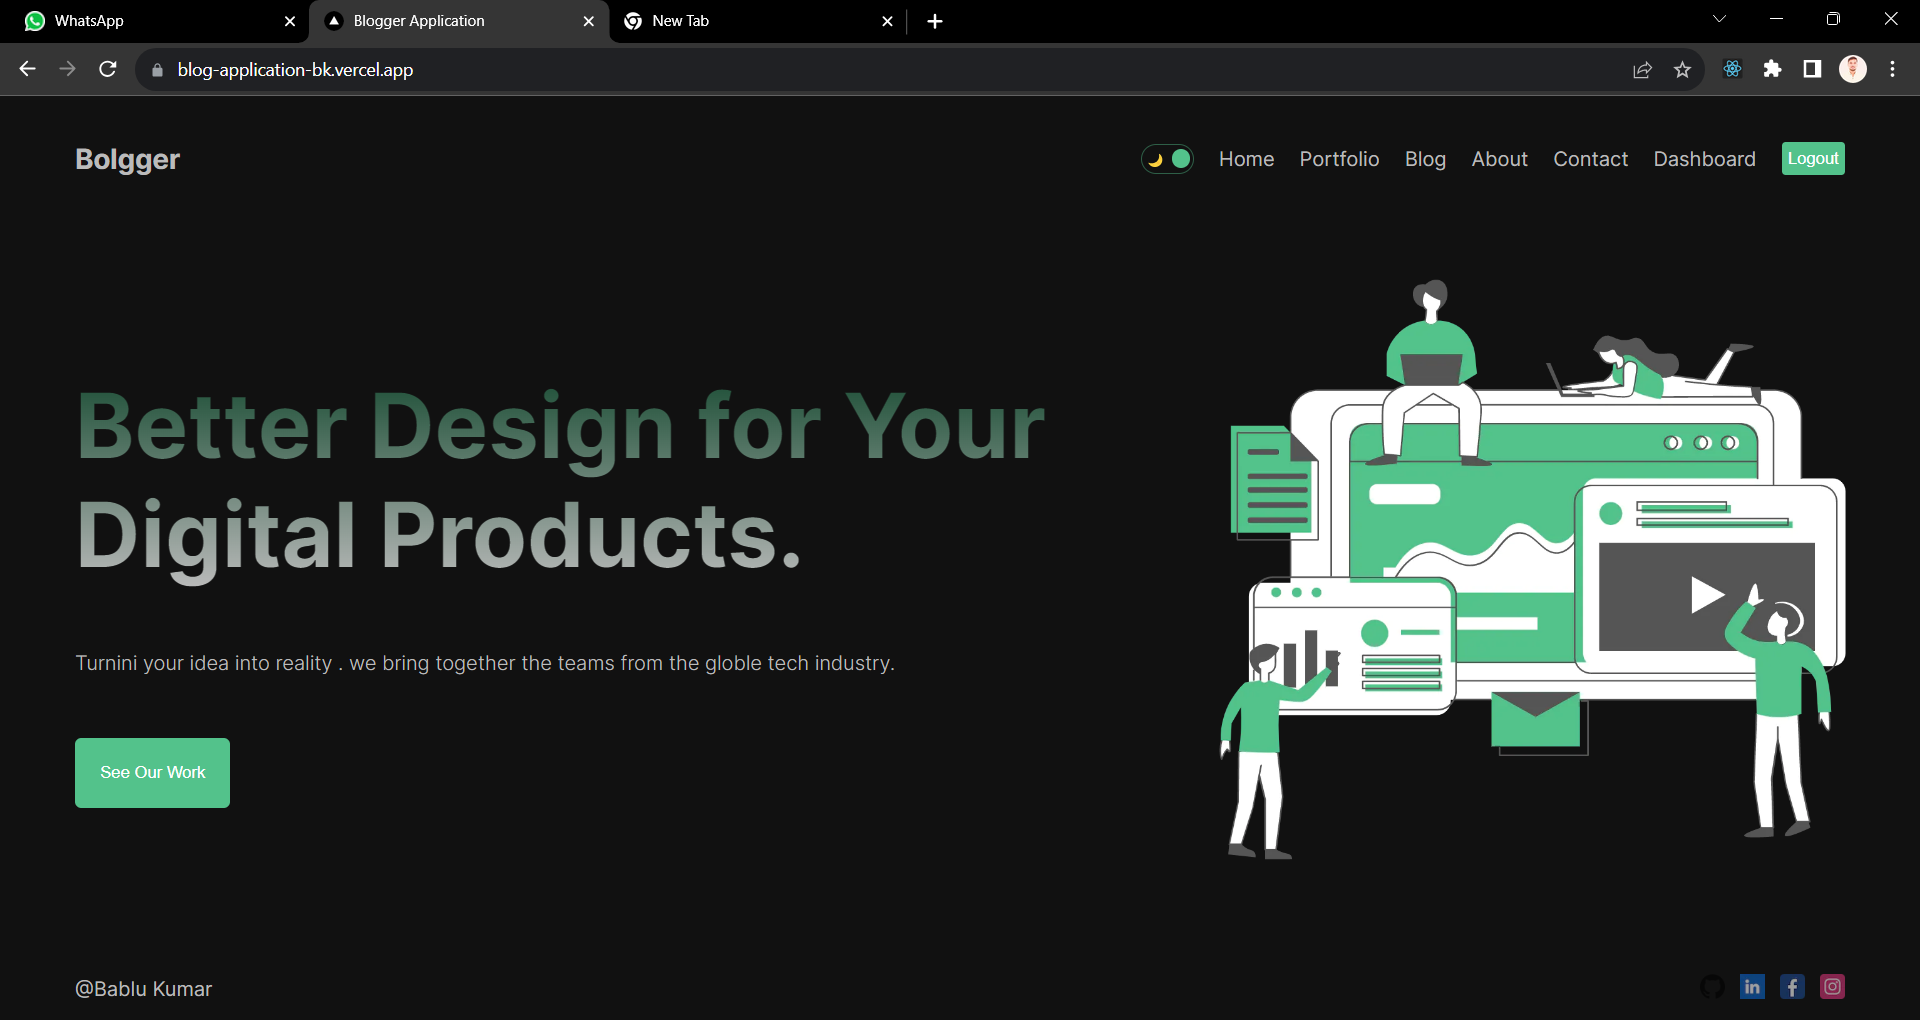 WhatsApp
Blogger Application
New Tab
blog-application-bk.vercel.app
Bolgger
Home Portfolio Blog About Contact Dashboard Logout
Better Design for Your
Digital Products.
Turnini your idea into reality . we bring together the teams from the globle tech industry.
See Our Work
@Bablu Kumar
in